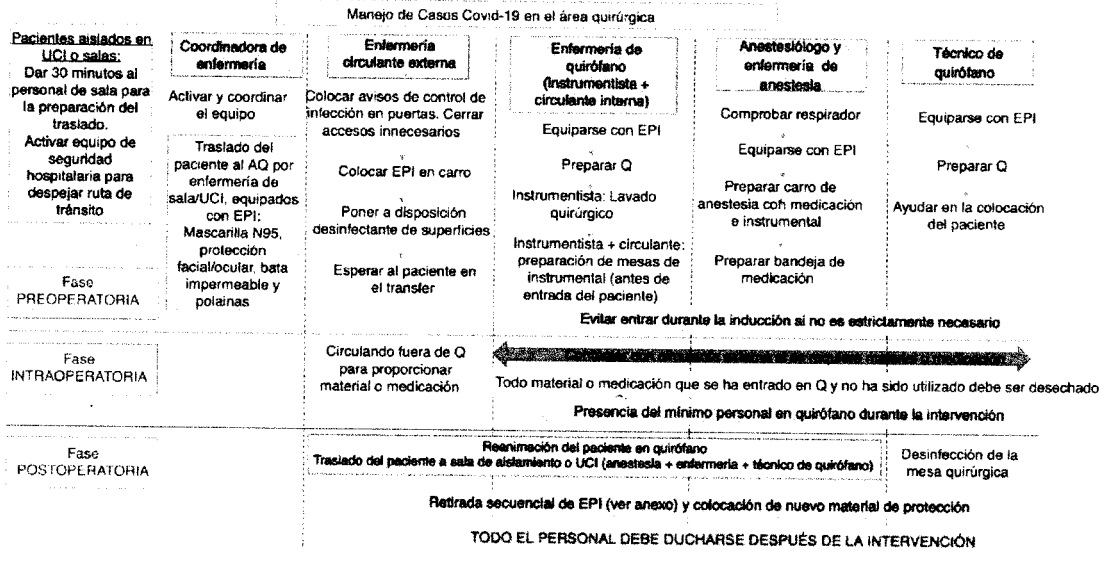 Manejo de Casos Covid-19 en el área quirúrgica
Pacientes aislados en
UCI o salas:
Dar 30 minutos al
personal de sala para
la preparación del
traslado.
Activar equipo de
seguridad
hospitalaria para
despejar ruta de
tránsito
Fase
PREOPERATORIA
Coordinadora de
enfermería
Activar y coordinar
el equipo
Traslado del
paciente al AQ por
enfermería de
sala/UCI, equipados
con EPI:
Mascarilla N95,
protección
facial/ocular, bata
impermeable y
polainas
Enfermería
circulante externa
Colocar avisos de control de
infección en puertas. Cerrar
accesos innecesarios
Colocar EPI en carro
Poner a disposición
desinfectante de superficies
Esperar al paciente en
el transfer
Enfermería de
quirófano
(Instrumentista +
circulante interna)
Equiparse con EPI
Preparar Q
Instrumentista: Lavado
quirúrgico
Instrumentista + circulante:
preparación de mesas de
instrumental (antes de
entrada del paciente)
Anestesiólogo y
enfermería de
anestesia
Comprobar respirador
Equiparse con EPI
Preparar carro de
anestesia con medicación
e instrumental
Preparar bandeja de
medicación
Técnico de
quirófano
Equiparse con EPI
Preparar Q
Ayudar en la colocación
del paciente
Evitar entrar durante la inducción si no es estrictamente necesario
Fase
INTRAOPERATORIA
Circulando fuera de Q
para proporcionar
material o medicación
Todo material o medicación que se ha entrado en Q y no ha sido utilizado debe ser desechado
Presencia del mínimo personal en quirófano durante la intervención
Fase
POSTOPERATORIA
Reanimación del paciente en quirófano
Traslado del paciente a sala de aislamiento o UCI (anestesia + enfermería + técnico de quirófano)
Desinfección de la
mesa quirúrgica
Retirada secuencial de EPI (ver anexo) y colocación de nuevo material de protección
TODO EL PERSONAL DEBE DUCHARSE DESPUÉS DE LA INTERVENCIÓN